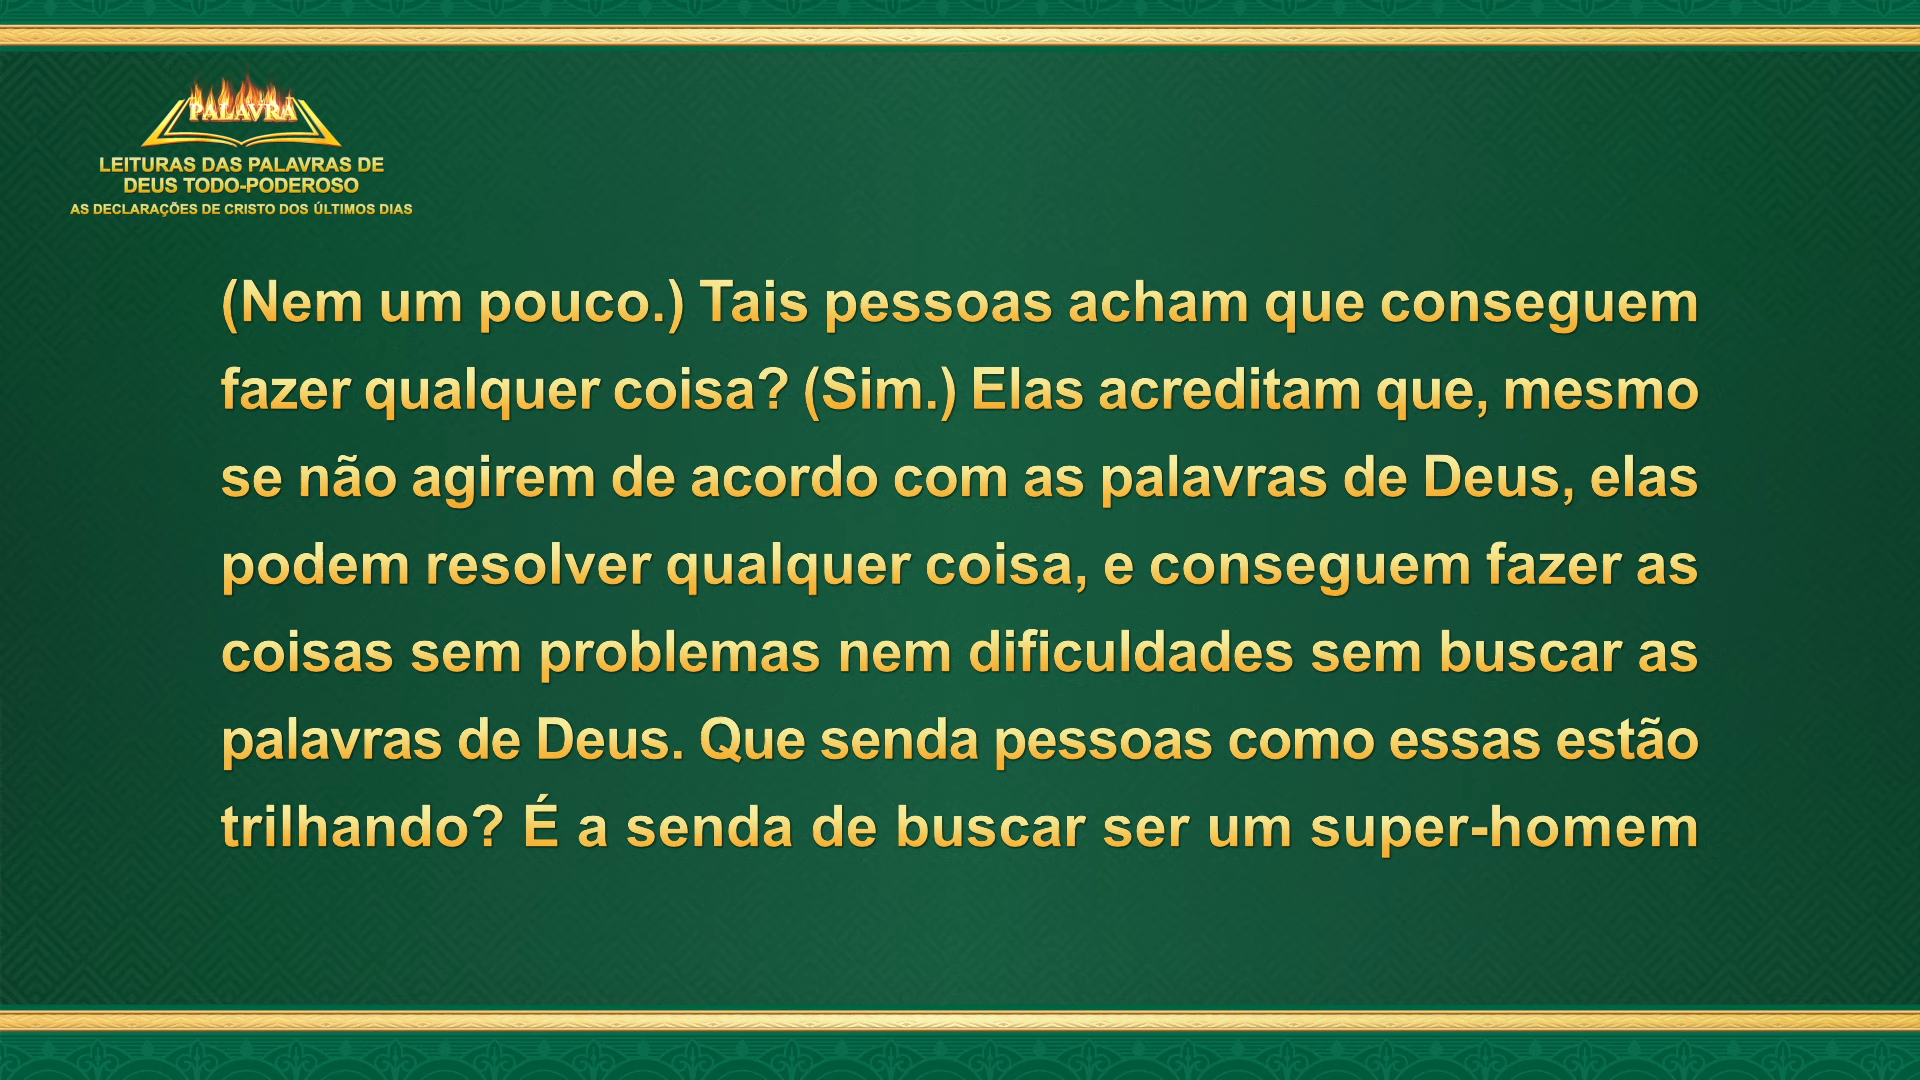 PALAVRA
LEITURAS DAS PALAVRAS DE
DEUS TODO-PODEROSO
AS DECLARAÇÕES DE CRISTO DOS ÚLTIMOS DIAS
(Nem um pouco.) Tais pessoas acham que conseguem
fazer qualquer coisa? (Sim.) Elas acreditam que, mesmo
se não agirem de acordo com as palavras de Deus, elas
podem resolver qualquer coisa, e conseguem fazer as
coisas sem problemas nem dificuldades sem buscar as
palavras de Deus. Que senda pessoas como essas estão
trilhando? É a senda de buscar ser um super-homem